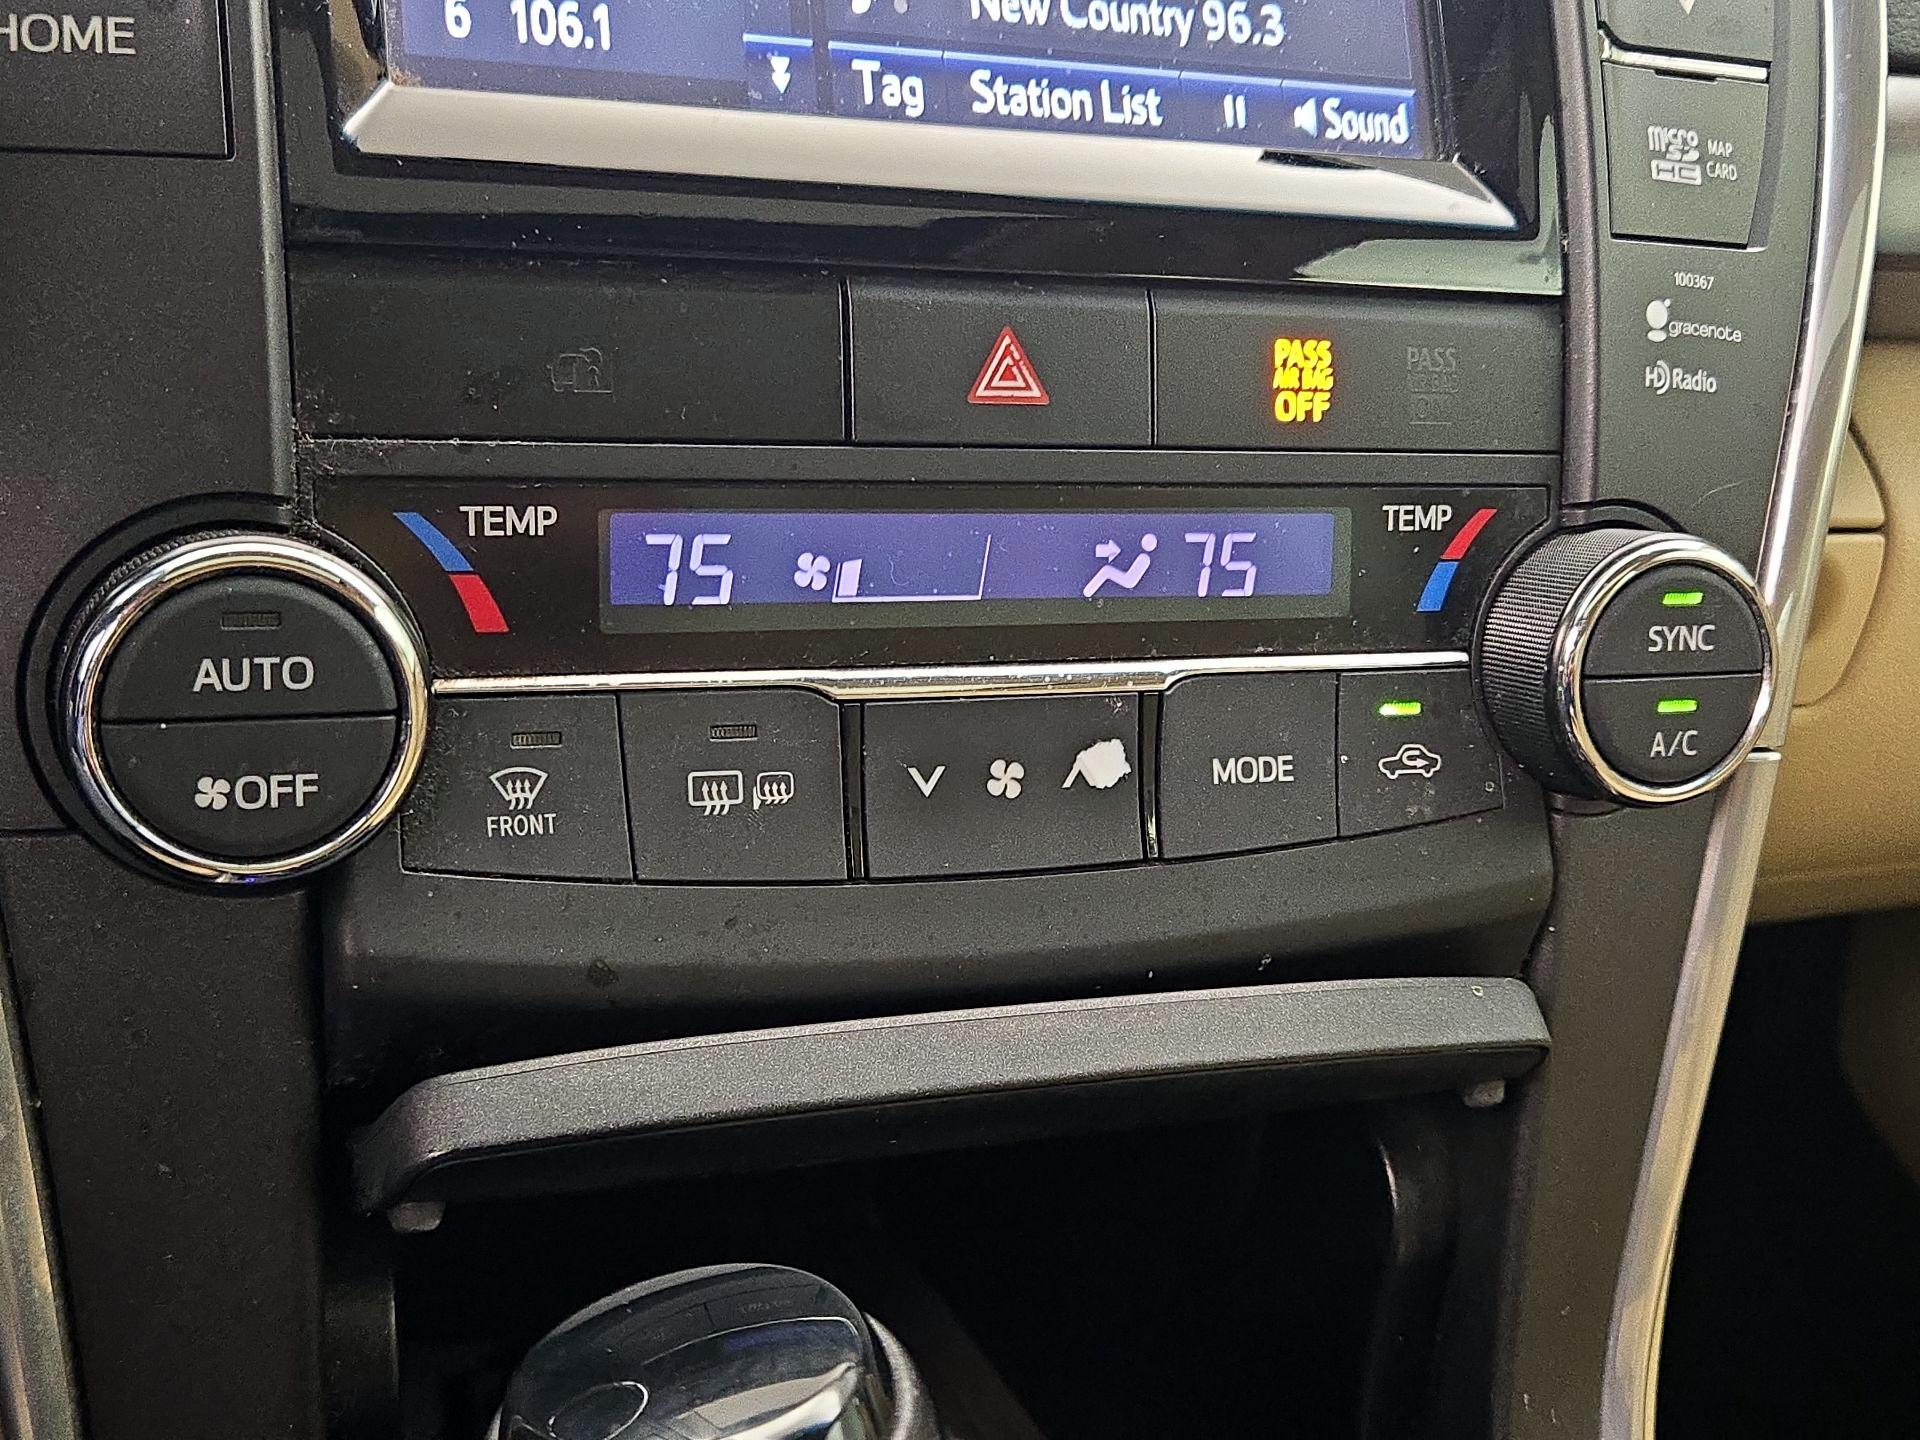 HOME
6 106.1
New Country 96.3
Tag
Station List
Sound
micro
SD
HC
MAP
CARD
100367
gracenote
HD Radio
PASS
AIR BAG
OFF
PASS
TEMP
75
75
TEMP
AUTO
OFF
FRONT
MODE
SYNC
A/C